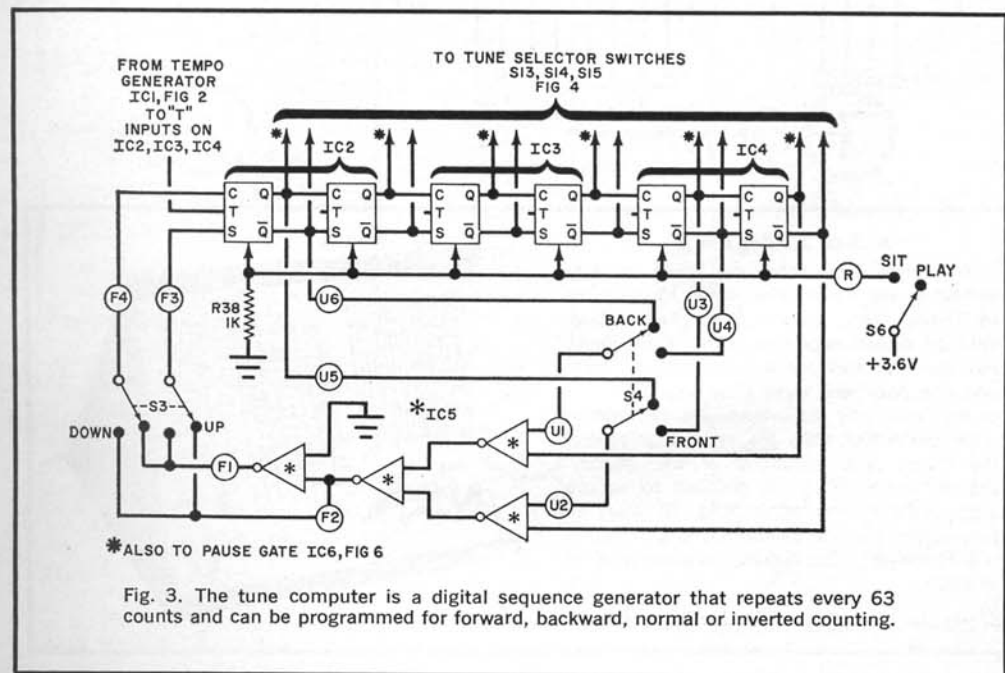 FROM TEMPO
GENERATOR
IC1, FIG 2
TO "T"
INPUTS ON
IC2, IC3, IC4
TO TUNE SELECTOR SWITCHES
S13, S14, S15
FIG 4
* * * * * *
IC2 IC3 IC4
C Q C Q C Q C Q C Q C Q
T T T T T T
S Q̅ S Q̅ S Q̅ S Q̅ S Q̅ S Q̅
F4 F3
R38
1K
U6
U5
BACK
U3
U4
R
SIT
PLAY
S6
+3.6V
S3
DOWN
UP
F1
F2
*IC5
U1
S4
FRONT
U2
* * * *
*ALSO TO PAUSE GATE IC6, FIG 6
Fig. 3. The tune computer is a digital sequence generator that repeats every 63
counts and can be programmed for forward, backward, normal or inverted counting.